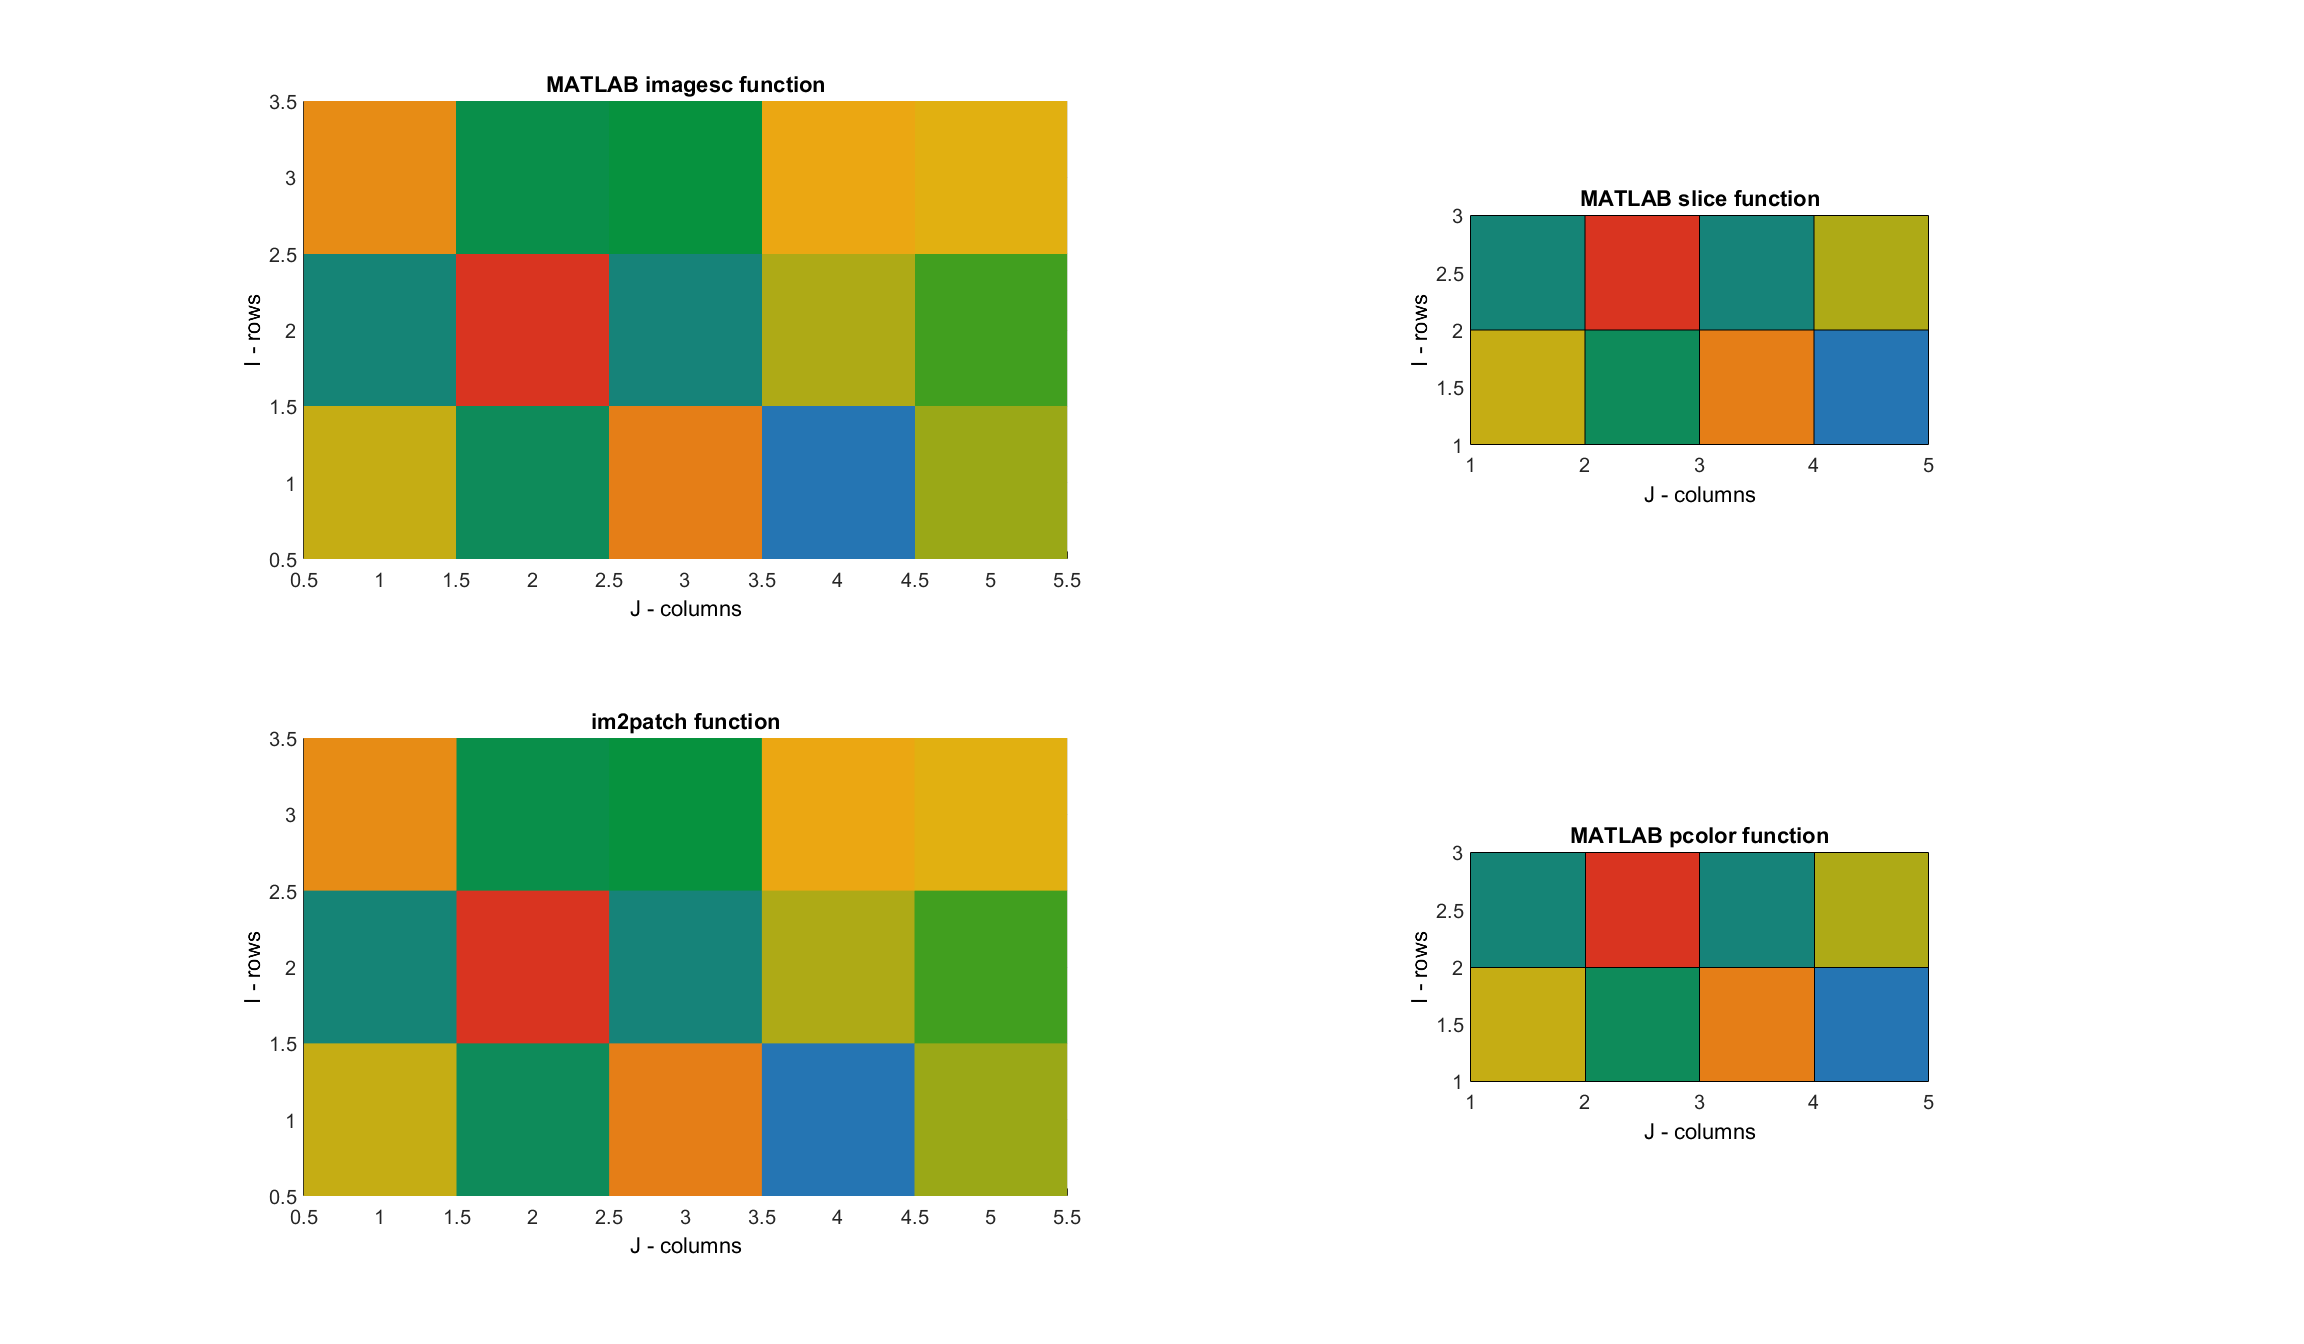 MATLAB imagesc function
3.5
3
2.5
2
1.5
1
0.5
I - rows
0.5 1 1.5 2 2.5 3 3.5 4 4.5 5 5.5
J - columns
MATLAB slice function
3
2.5
2
1.5
1
I - rows
1 2 3 4 5
J - columns
im2patch function
3.5
3
2.5
2
1.5
1
0.5
I - rows
0.5 1 1.5 2 2.5 3 3.5 4 4.5 5 5.5
J - columns
MATLAB pcolor function
3
2.5
2
1.5
1
I - rows
1 2 3 4 5
J - columns